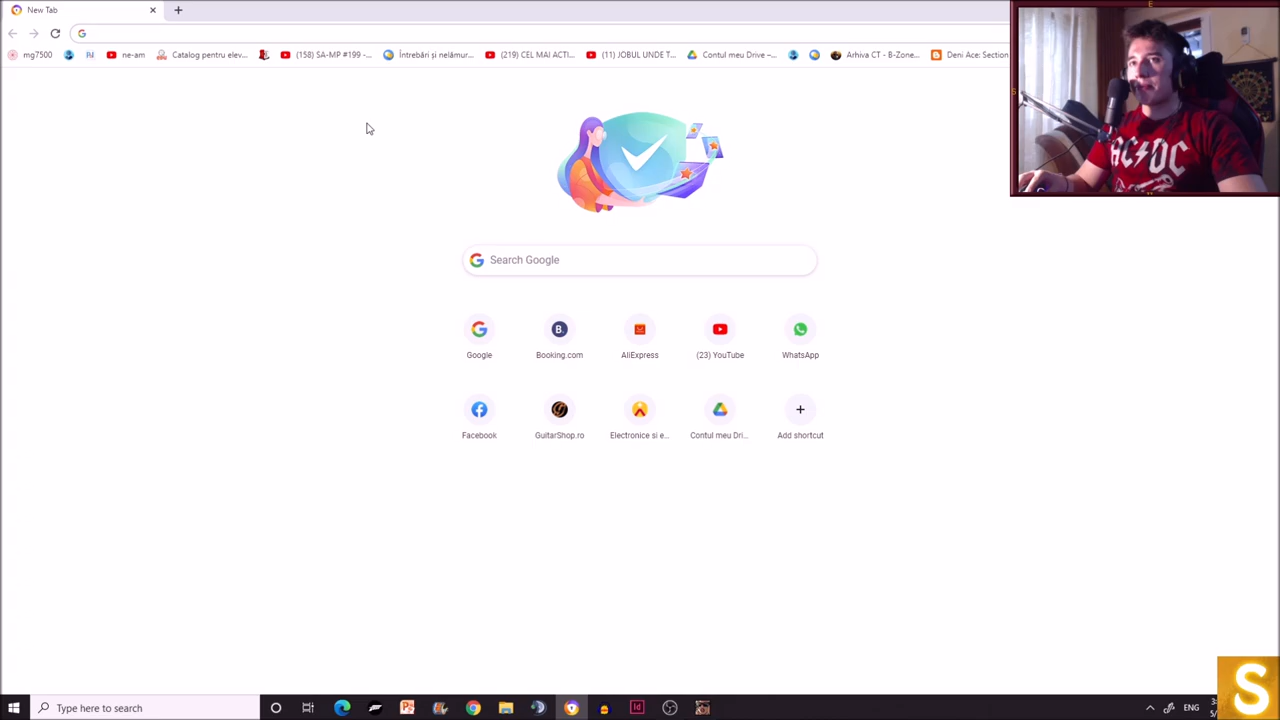 New Tab
mg7500
ne-am
Catalog pentru elev...
(158) SA-MP #199 -...
Întrebări și nelămur...
(219) CEL MAI ACTI...
(11) JOBUL UNDE T...
Contul meu Drive –...
Arhiva CT - B-Zone...
Deni Ace: Section
AC DC
Search Google
Google
Booking.com
AliExpress
(23) YouTube
WhatsApp
Facebook
GuitarShop.ro
Electronice si e...
Contul meu Dri...
Add shortcut
S
Type here to search
ENG